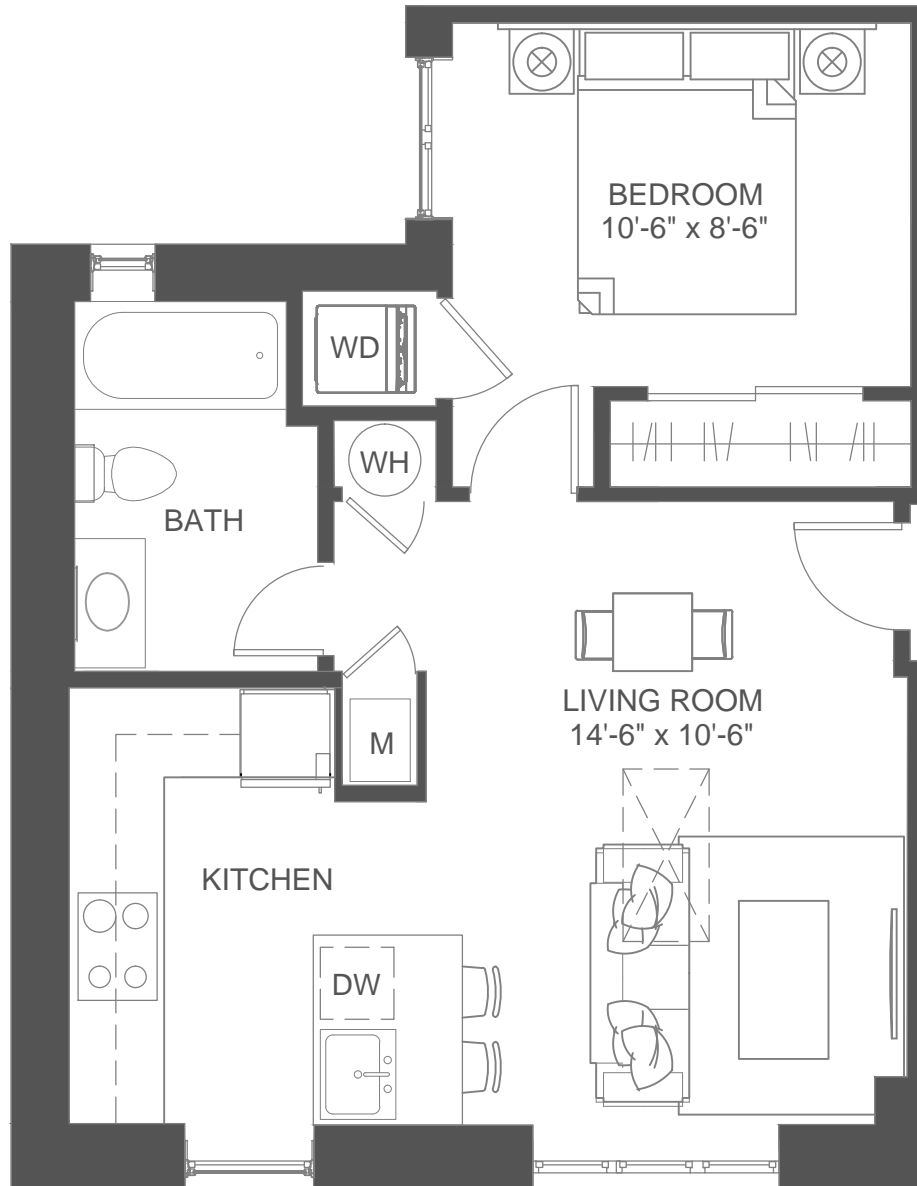 BEDROOM
10'-6" x 8'-6"
WD
WH
BATH
LIVING ROOM
14'-6" x 10'-6"
M
KITCHEN
DW